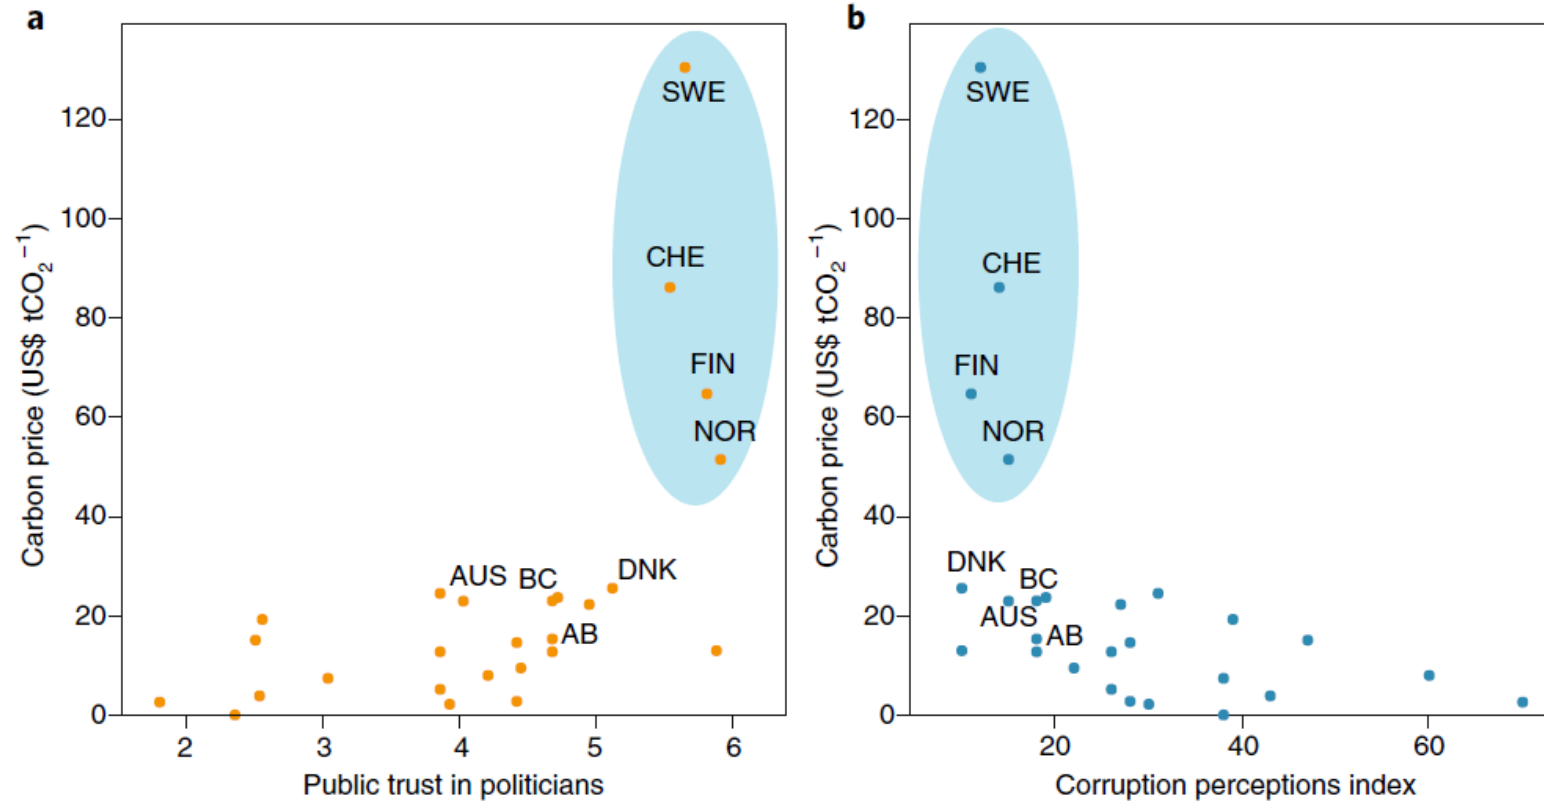 a
120
100
80
60
40
20
0
Carbon price (US$ tCO₂⁻¹)
SWE
CHE
FIN
NOR
AUS BC DNK
AB
2 3 4 5 6
Public trust in politicians
b
120
100
80
60
40
20
0
Carbon price (US$ tCO₂⁻¹)
SWE
CHE
FIN
NOR
DNK BC
AUS AB
20 40 60
Corruption perceptions index